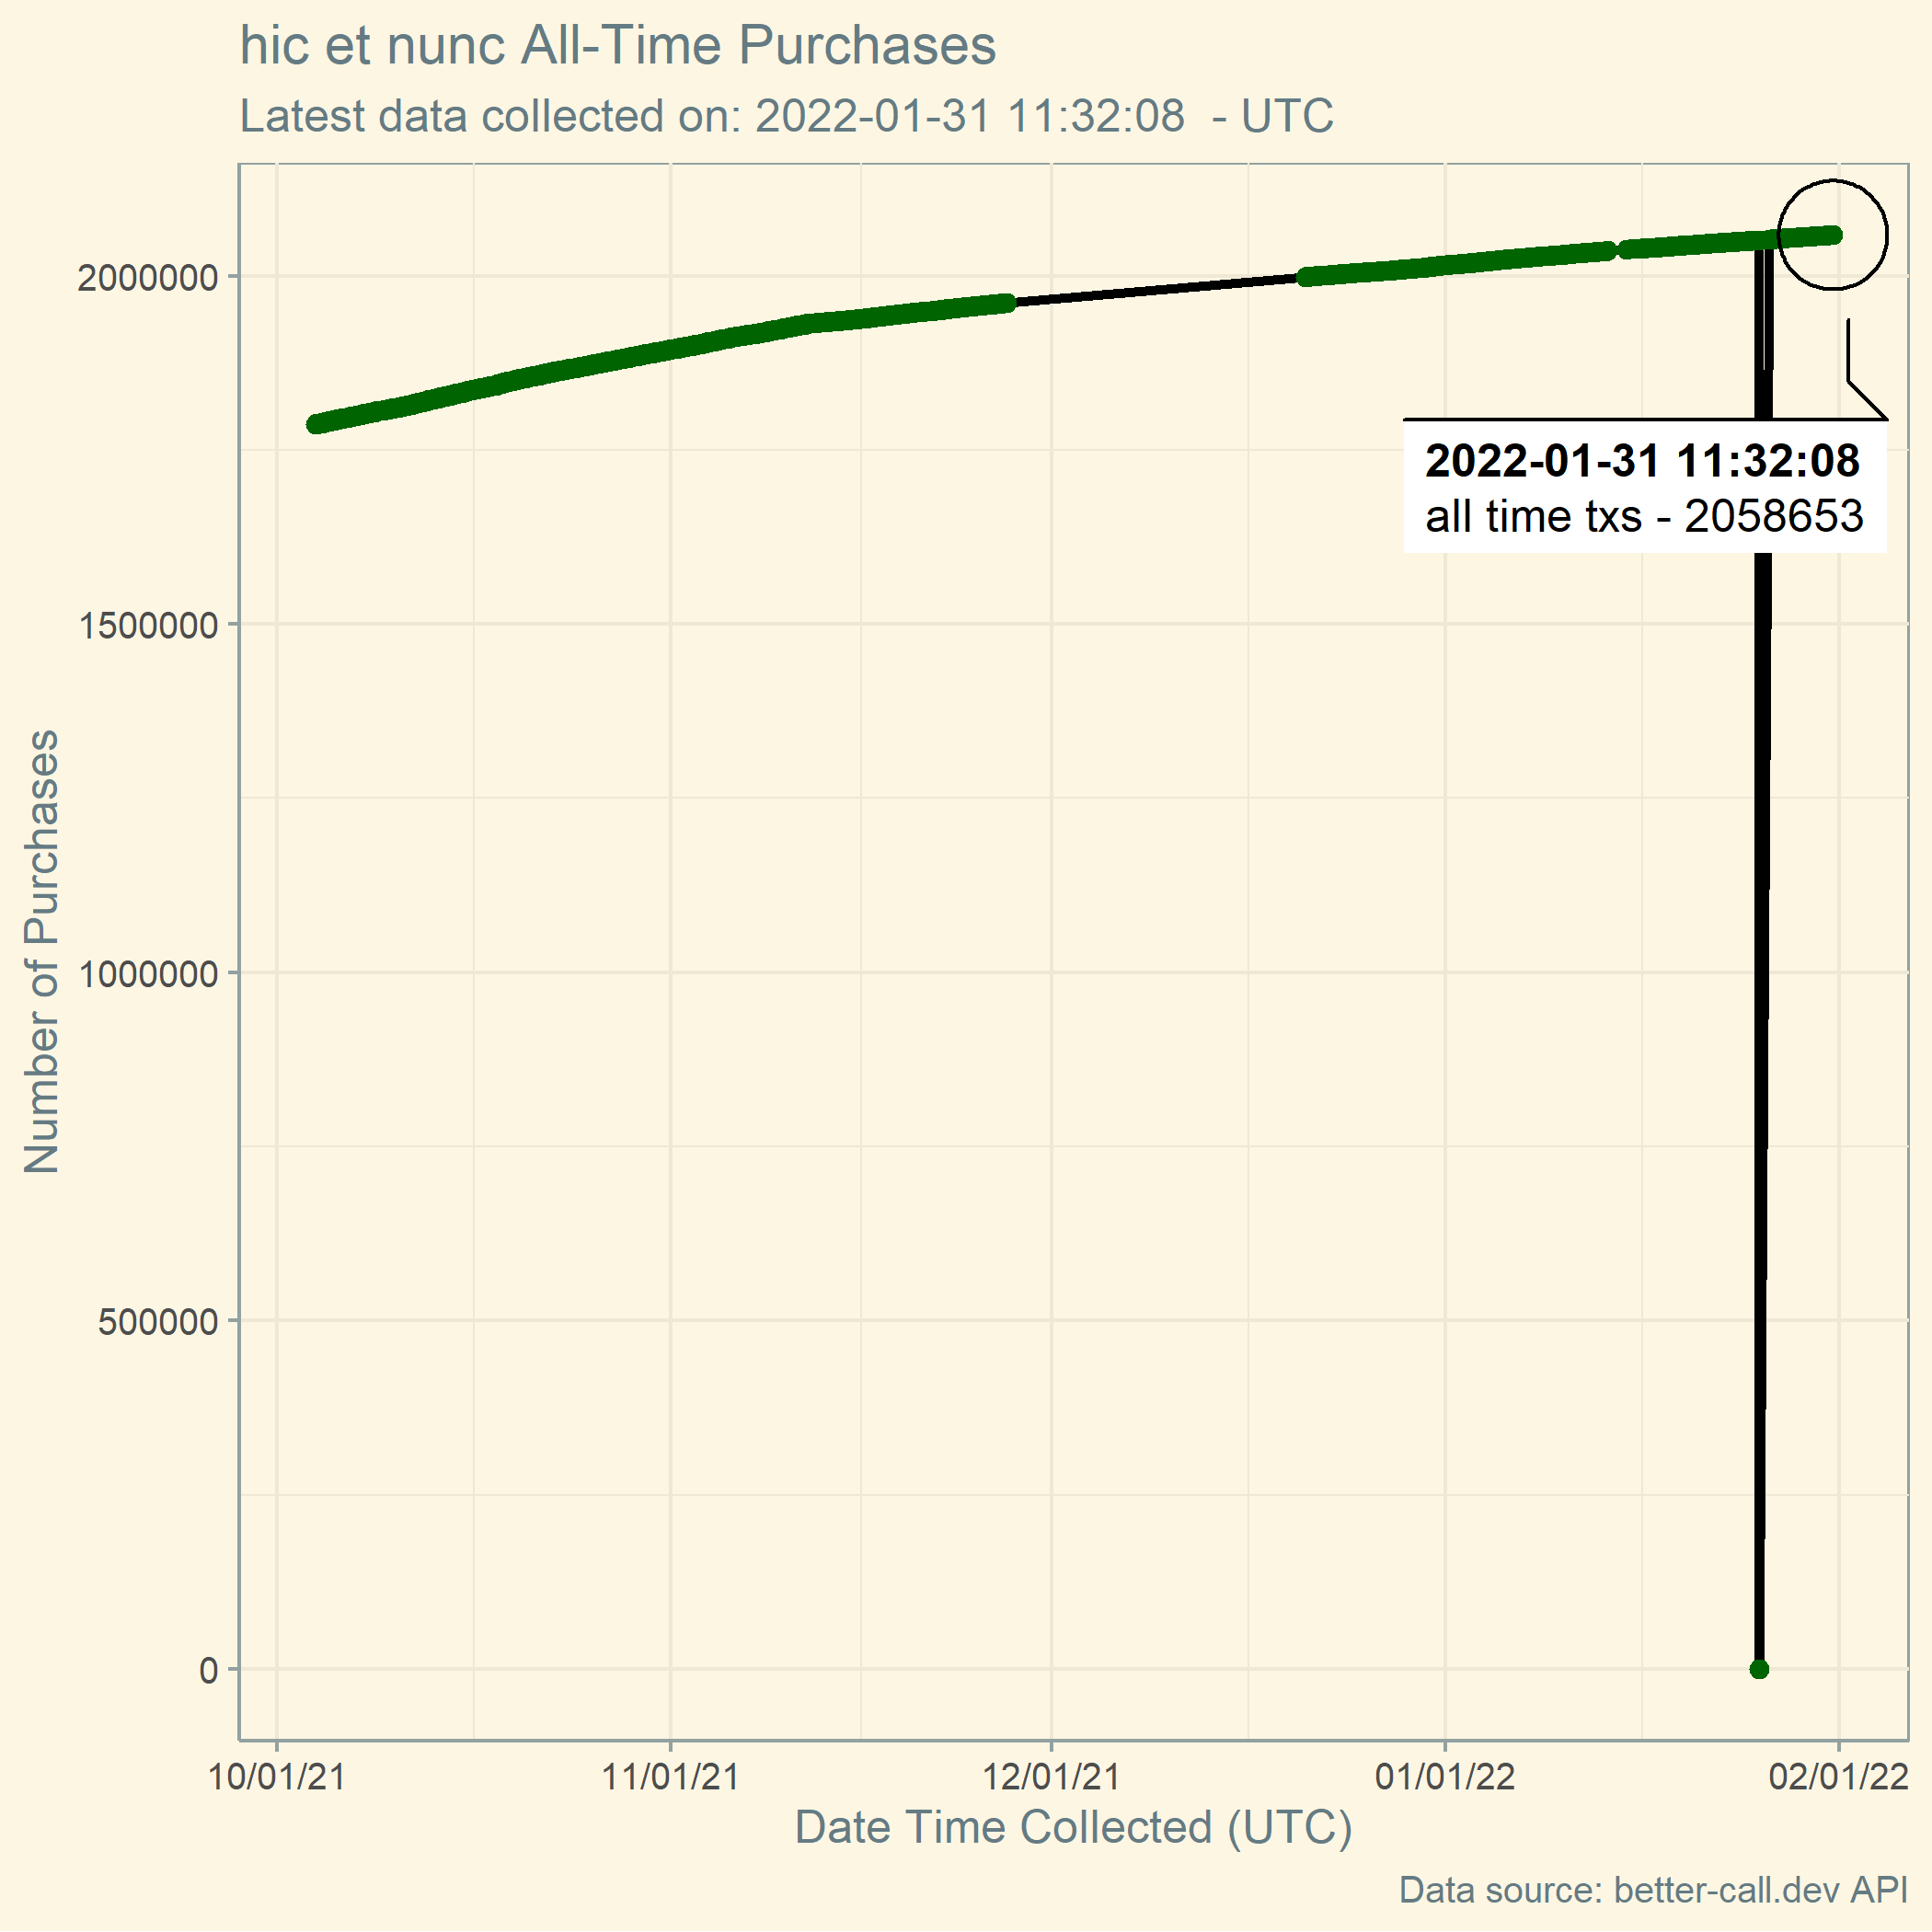 hic et nunc All-Time Purchases
Latest data collected on: 2022-01-31 11:32:08  - UTC
Number of Purchases
2000000
1500000
1000000
500000
0
2022-01-31 11:32:08
all time txs - 2058653
10/01/21 11/01/21 12/01/21 01/01/22 02/01/22
Date Time Collected (UTC)
Data source: better-call.dev API